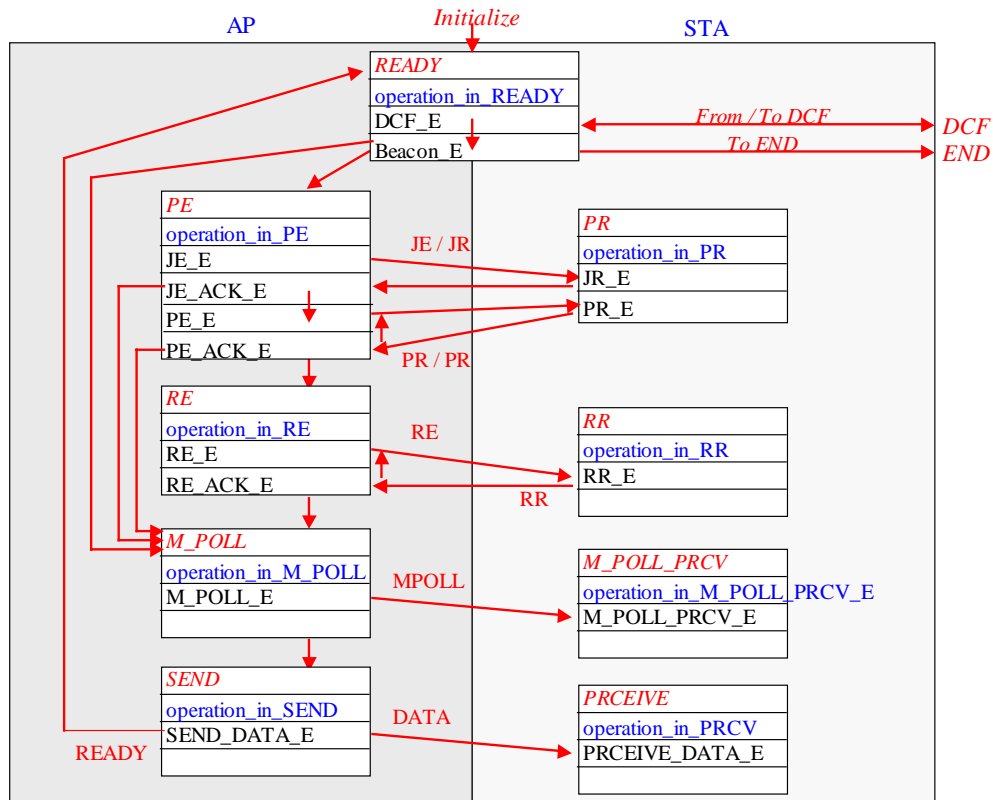 Initialize
AP
STA
READY
operation_in_READY
DCF_E
Beacon_E
From / To DCF
DCF
To END
END
PE
operation_in_PE
JE_E
JE_ACK_E
PE_E
PE_ACK_E
JE / JR
PR / PR
PR
operation_in_PR
JR_E
PR_E
RE
operation_in_RE
RE_E
RE_ACK_E
RE
RR
RR
operation_in_RR
RR_E
M_POLL
operation_in_M_POLL
M_POLL_E
MPOLL
M_POLL_PRCV
operation_in_M_POLL_PRCV_E
M_POLL_PRCV_E
SEND
operation_in_SEND
SEND_DATA_E
READY
DATA
PRCEIVE
operation_in_PRCV
PRCEIVE_DATA_E